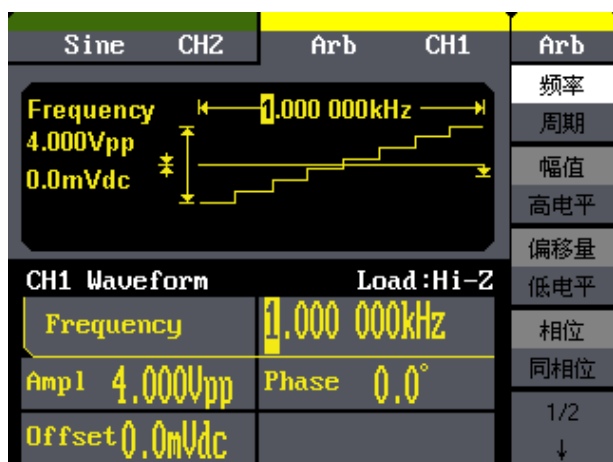 Sine CH2 Arb CH1 Arb
Frequency 1.000 000kHz
4.000Vpp
0.0mVdc
CH1 Waveform Load:Hi-Z
Frequency 1.000 000kHz
Ampl 4.000Vpp Phase 0.0°
Offset 0.0mVdc
频率
周期
幅值
高电平
偏移量
低电平
相位
同相位
1/2
↓